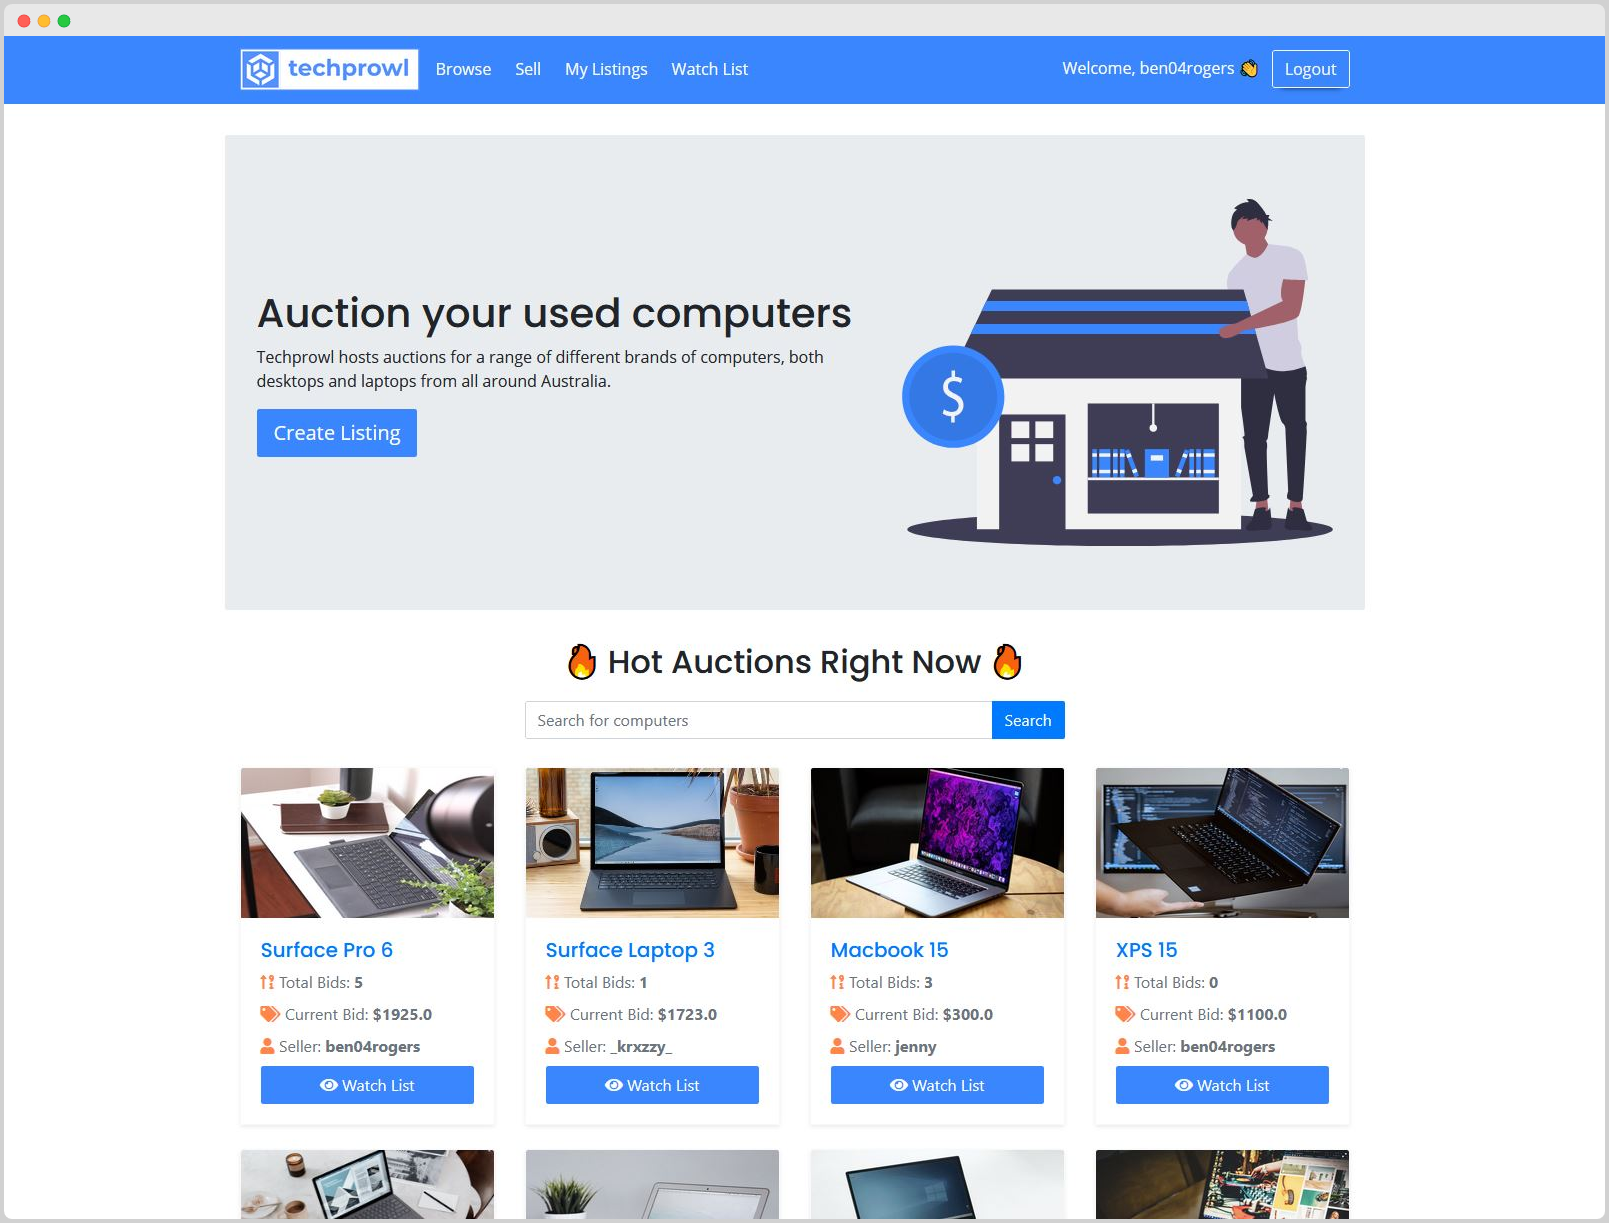 techprowl
Browse
Sell
My Listings
Watch List
Welcome, ben04rogers 👏
Logout
Auction your used computers
Techprowl hosts auctions for a range of different brands of computers, both
desktops and laptops from all around Australia.
Create Listing
$
🔥 Hot Auctions Right Now 🔥
Search for computers
Search
Surface Pro 6
Total Bids: 5
Current Bid: $1925.0
Seller: ben04rogers
Watch List
Surface Laptop 3
Total Bids: 1
Current Bid: $1723.0
Seller: _krxzzy_
Watch List
Macbook 15
Total Bids: 3
Current Bid: $300.0
Seller: jenny
Watch List
XPS 15
Total Bids: 0
Current Bid: $1100.0
Seller: ben04rogers
Watch List